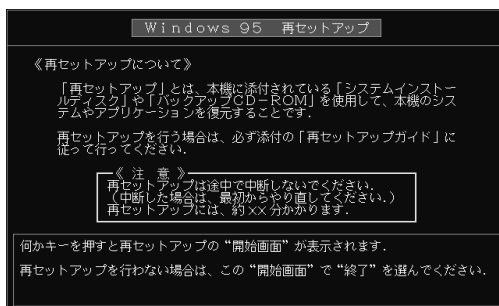 Windows 95　再セットアップ
《再セットアップについて》
「再セットアップ」とは、本機に添付されている「システムインストー
ルディスク」や「バックアップCD－ROM」を使用して、本機のシス
テムやアプリケーションを復元することです．
再セットアップを行う場合は、必ず添付の「再セットアップガイド」に
従って行ってください．
《 注　意 》
再セットアップは途中で中断しないでください．
（中断した場合は、最初からやり直してください．）
再セットアップには、約××分かかります．
何かキーを押すと再セットアップの“開始画面”が表示されます．
再セットアップを行わない場合は、この“開始画面”で“終了”を選んでください．